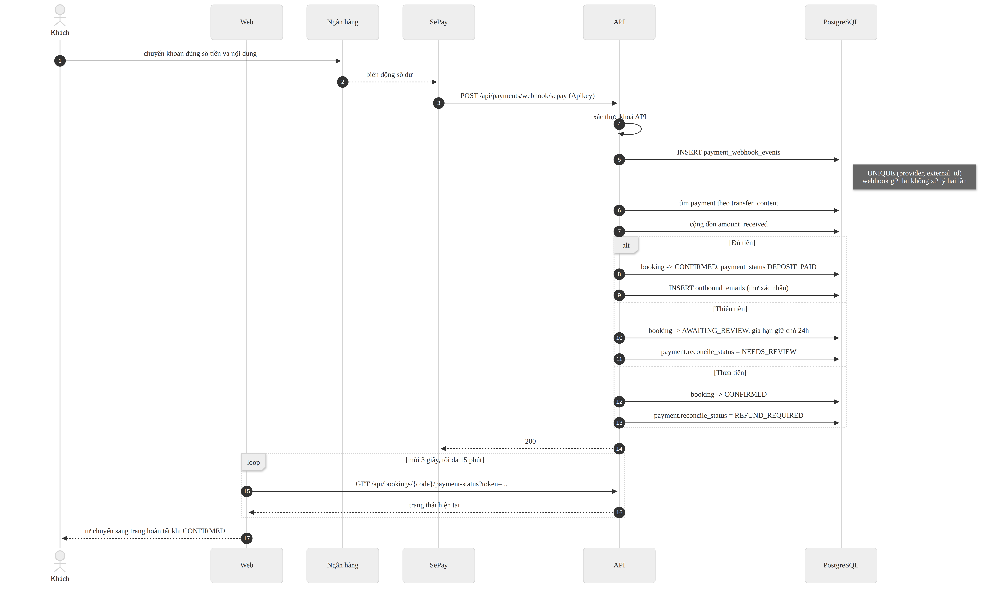 Khách
Web
Ngân hàng
SePay
API
PostgreSQL
chuyển khoản đúng số tiền và nội dung
1
biến động số dư
2
POST /api/payments/webhook/sepay (Apikey)
3
xác thực khoá API
4
INSERT payment_webhook_events
5
UNIQUE (provider, external_id)
webhook gửi lại không xử lý hai lần
tìm payment theo transfer_content
6
cộng dồn amount_received
7
alt
[Đủ tiền]
booking -> CONFIRMED, payment_status DEPOSIT_PAID
8
INSERT outbound_emails (thư xác nhận)
9
[Thiếu tiền]
booking -> AWAITING_REVIEW, gia hạn giữ chỗ 24h
10
payment.reconcile_status = NEEDS_REVIEW
11
[Thừa tiền]
booking -> CONFIRMED
12
payment.reconcile_status = REFUND_REQUIRED
13
200
14
loop
[mỗi 3 giây, tối đa 15 phút]
GET /api/bookings/{code}/payment-status?token=...
15
trạng thái hiện tại
16
tự chuyển sang trang hoàn tất khi CONFIRMED
17
Khách
Web
Ngân hàng
SePay
API
PostgreSQL